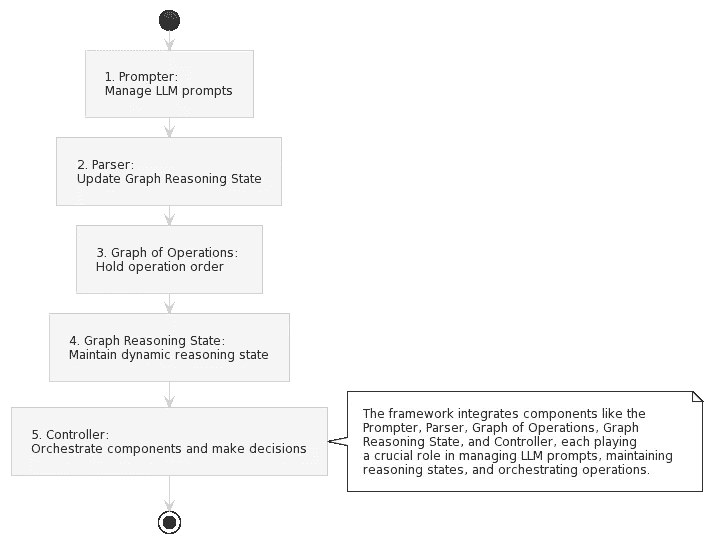 1. Prompter:
Manage LLM prompts
2. Parser:
Update Graph Reasoning State
3. Graph of Operations:
Hold operation order
4. Graph Reasoning State:
Maintain dynamic reasoning state
5. Controller:
Orchestrate components and make decisions
The framework integrates components like the
Prompter, Parser, Graph of Operations, Graph
Reasoning State, and Controller, each playing
a crucial role in managing LLM prompts, maintaining
reasoning states, and orchestrating operations.